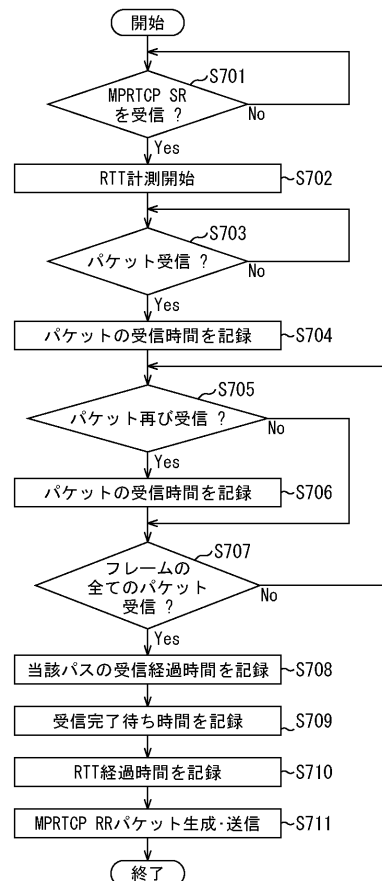 開始
S701
MPRTCP SR
を受信 ?
No
Yes
RTT計測開始
S702
S703
パケット受信 ?
No
Yes
パケットの受信時間を記録
S704
S705
パケット再び受信 ?
No
Yes
パケットの受信時間を記録
S706
S707
フレームの
全てのパケット
受信 ?
No
Yes
当該パスの受信経過時間を記録
S708
受信完了待ち時間を記録
S709
RTT経過時間を記録
S710
MPRTCP RRパケット生成・送信
S711
終了